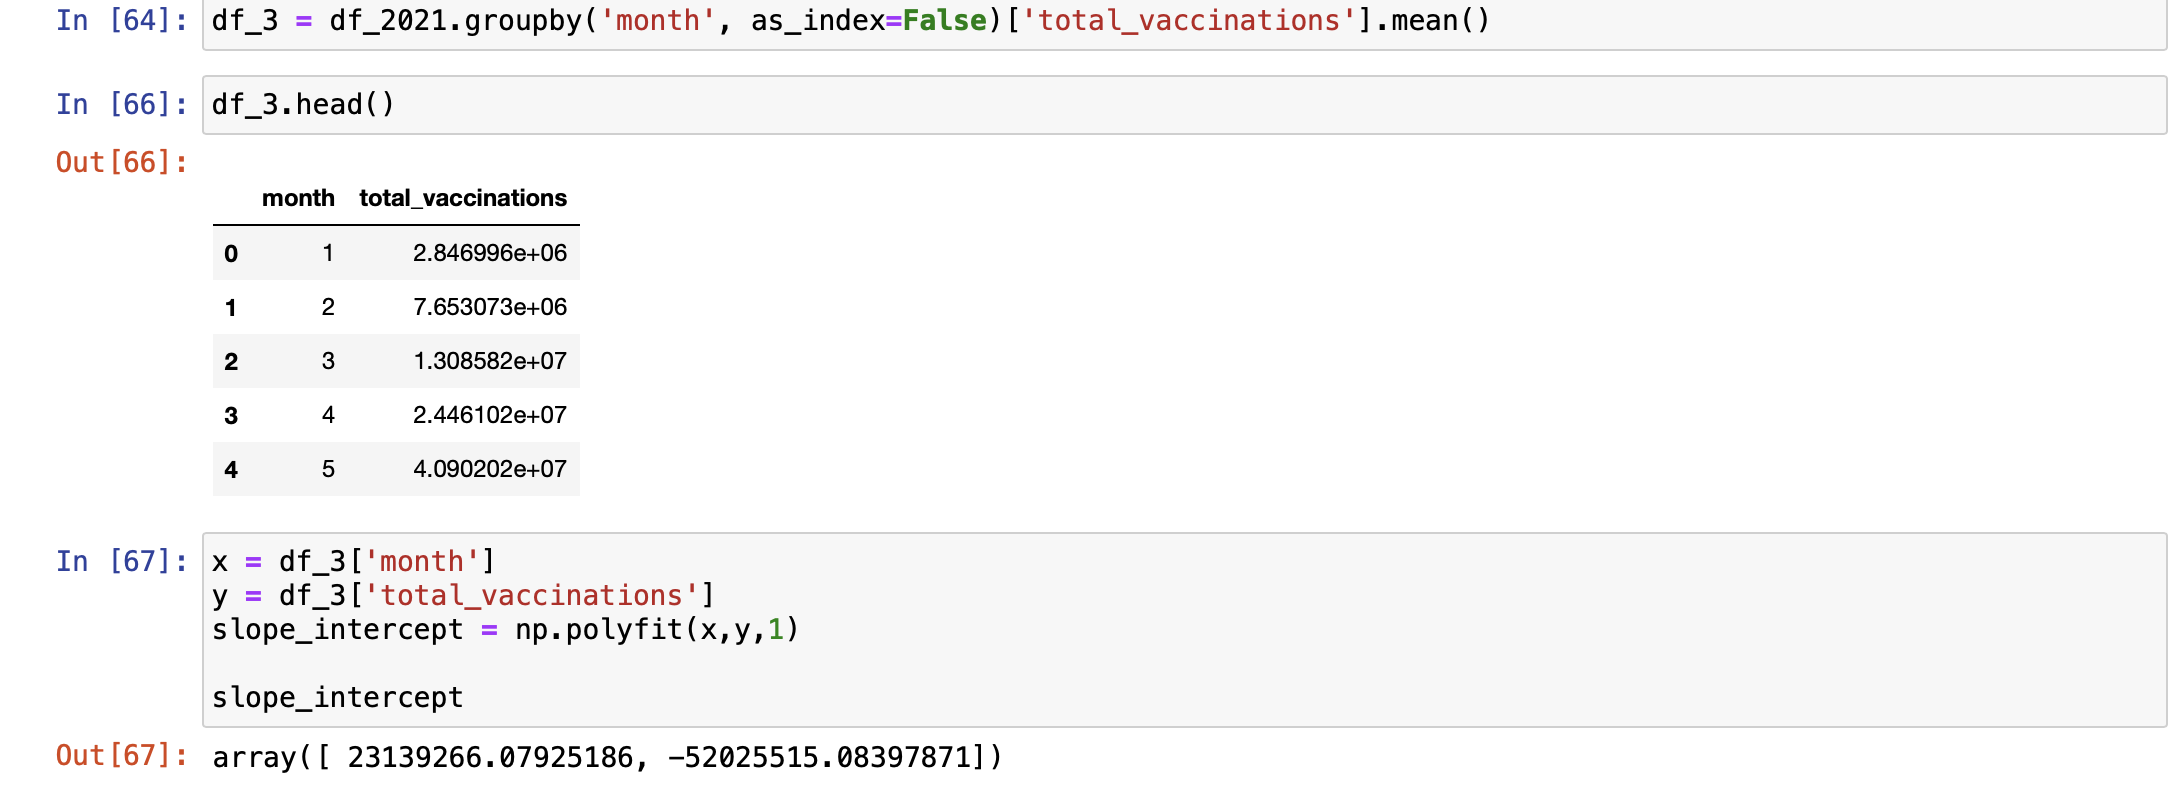 In [64]: df_3 = df_2021.groupby('month', as_index=False)['total_vaccinations'].mean()
In [66]: df_3.head()
Out[66]:
month total_vaccinations
0 1 2.846996e+06
1 2 7.653073e+06
2 3 1.308582e+07
3 4 2.446102e+07
4 5 4.090202e+07
In [67]: x = df_3['month']
y = df_3['total_vaccinations']
slope_intercept = np.polyfit(x,y,1)
slope_intercept
Out[67]: array([ 23139266.07925186, -52025515.08397871])